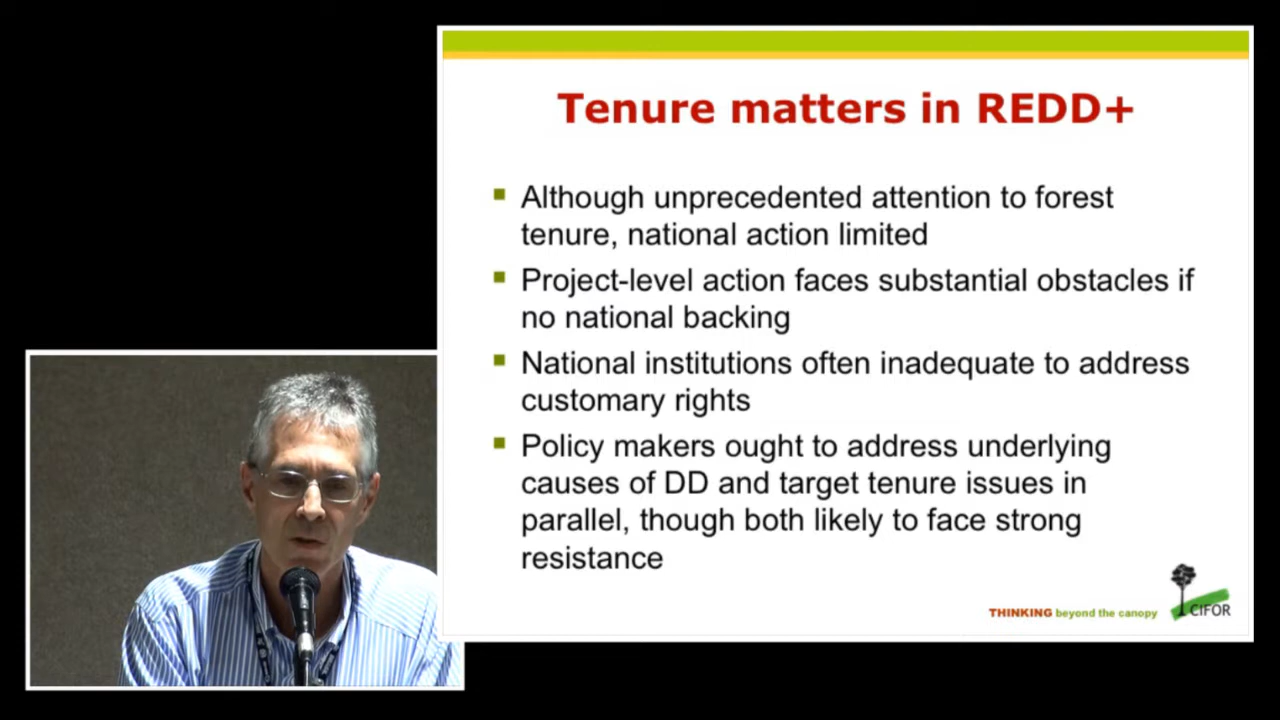 Tenure matters in REDD+
Although unprecedented attention to forest
tenure, national action limited
Project-level action faces substantial obstacles if
no national backing
National institutions often inadequate to address
customary rights
Policy makers ought to address underlying
causes of DD and target tenure issues in
parallel, though both likely to face strong
resistance
THINKING beyond the canopy
CIFOR